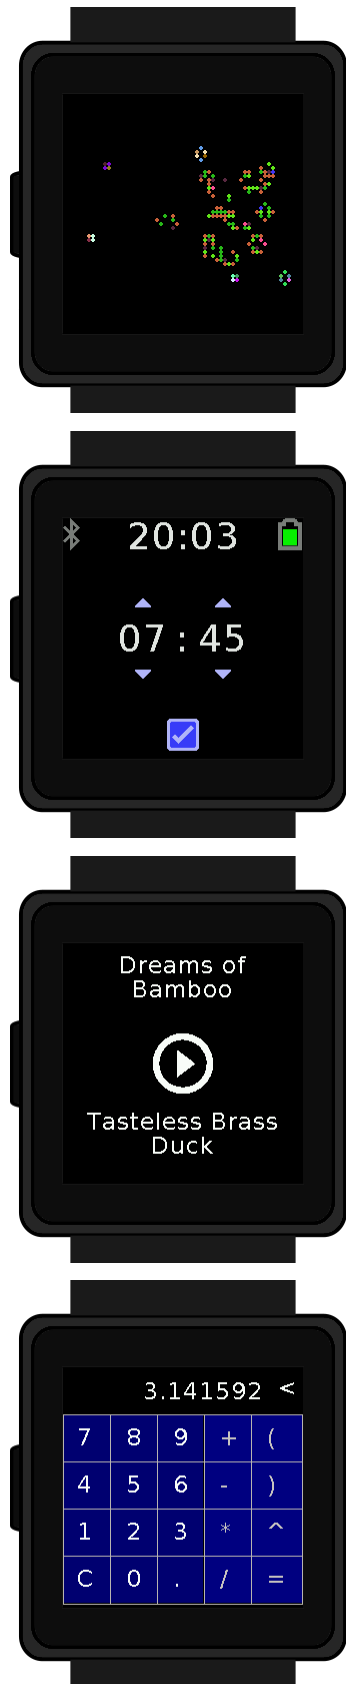 20:03
07 : 45
Dreams of
Bamboo
Tasteless Brass
Duck
3.141592 <
7 8 9 + (
4 5 6 - )
1 2 3 * ^
C 0 . / =